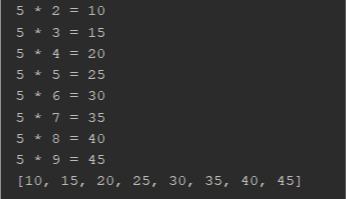 5 * 2 = 10
5 * 3 = 15
5 * 4 = 20
5 * 5 = 25
5 * 6 = 30
5 * 7 = 35
5 * 8 = 40
5 * 9 = 45
[10, 15, 20, 25, 30, 35, 40, 45]